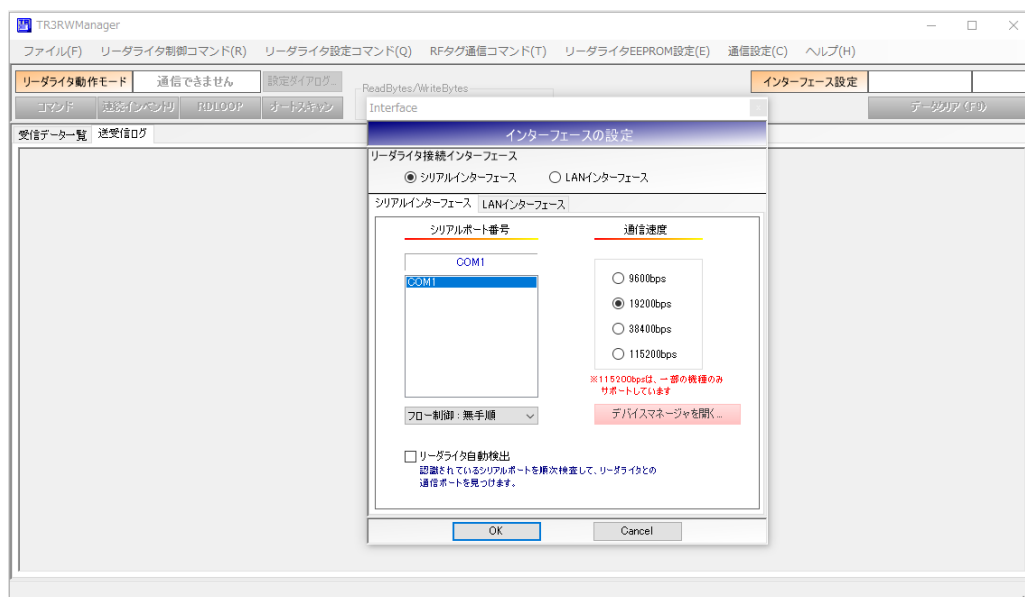 TR3RWManager
ファイル(F) リーダライタ制御コマンド(R) リーダライタ設定コマンド(Q) RFタグ通信コマンド(T) リーダライタEEPROM設定(E) 通信設定(C) ヘルプ(H)
リーダライタ動作モード 通信できません 設定ダイアログ... ReadBytes/WriteBytes インターフェース設定
コマンド 連続インベントリ RDLOOP オートスキャン データクリア(F9)
受信データ一覧 送受信ログ
Interface
インターフェースの設定
リーダライタ接続インターフェース
シリアルインターフェース LANインターフェース
シリアルインターフェース LANインターフェース
シリアルポート番号 通信速度
COM1
COM1
9600bps
19200bps
38400bps
115200bps
※115200bpsは、一部の機種のみ
サポートしています
フロー制御:無手順 デバイスマネージャを開く...
リーダライタ自動検出
認識されているシリアルポートを順次検査して、リーダライタとの
通信ポートを見つけます。
OK Cancel